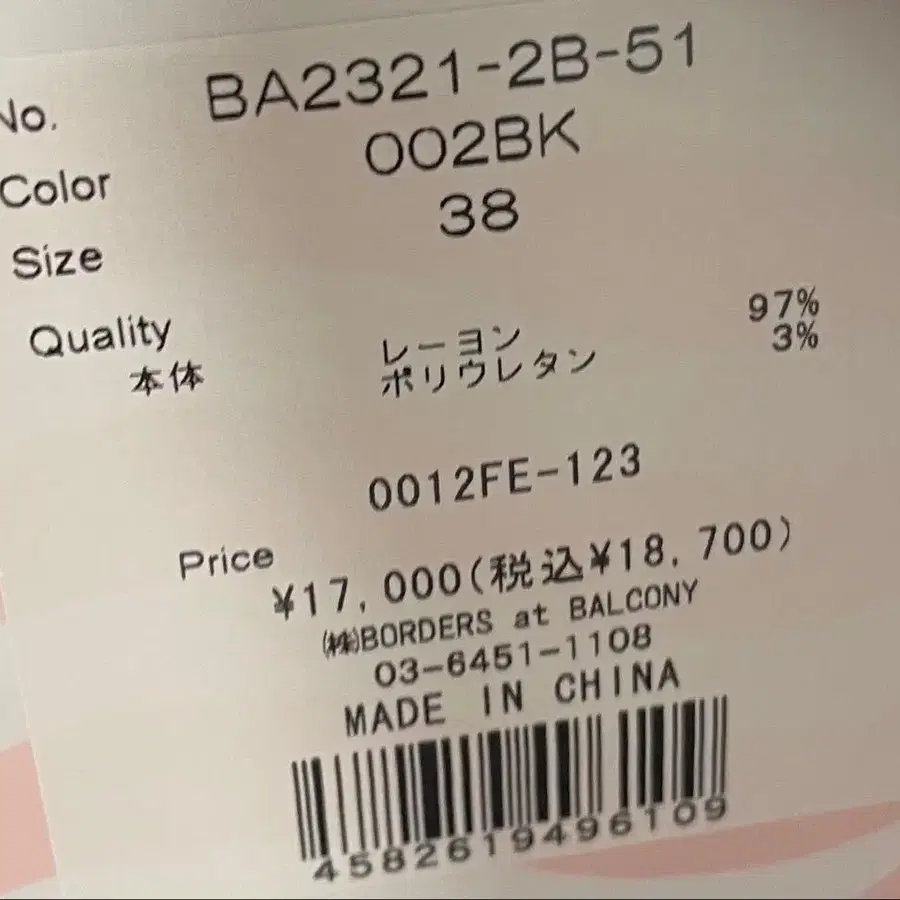 No. BA2321-2B-51
Color 002BK
Size 38
Quality
本体 レーヨン 97%
ポリウレタン 3%
0012FE-123
Price ¥17,000(税込¥18,700)
㈱BORDERS at BALCONY
03-6451-1108
MADE IN CHINA
4582619496109